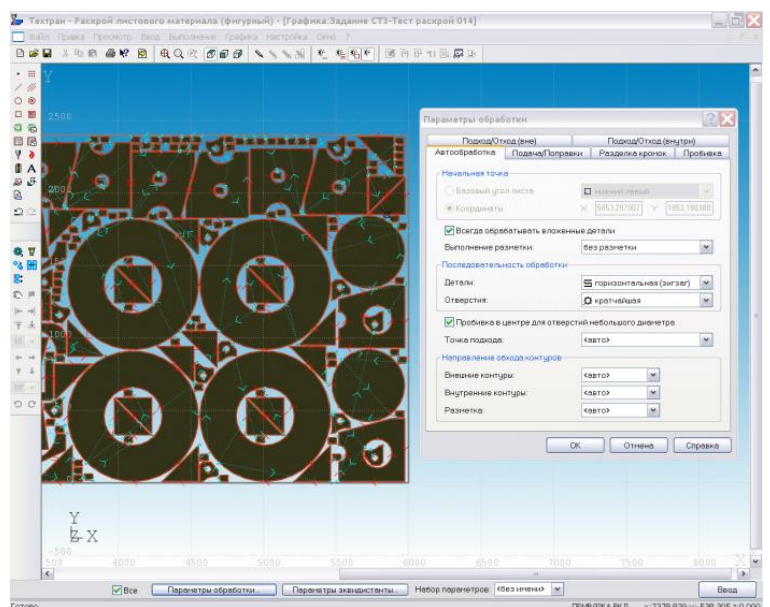 Техтран - Раскрой листового материала (фигурный) - [Графика:Задание СТЗ-Тест раскрой 014]
Файл Правка Просмотр Ввод Выполнение Графика Настройка Окно ?
Y
2500
2000
1000
-500
500 4000 4500 5000 5500 6000 6500 7000 7500 8000 X
Y
Z X
Параметры обработки
Подход/Отход (вне) Подход/Отход (внутри)
Автообработка Подача/Поправки Разделка кромок Пробивка
Начальная точка
Базовый угол листа нижний левый
Координаты X: Y:
Всегда обрабатывать вложенные детали
Выполнение разметки: без разметки
Последовательность обработки
Детали: горизонтальная (зигзаг)
Отверстия: кратчайшая
Пробивка в центре для отверстий небольшого диаметра
Точка подхода: <авто>
Направление обхода контуров
Внешние контуры: <авто>
Внутренние контуры: <авто>
Разметка: <авто>
ОК Отмена Справка
Все Параметры обработки... Параметры эквидистанты... Набор параметров: <без имени> Ввод
Готово